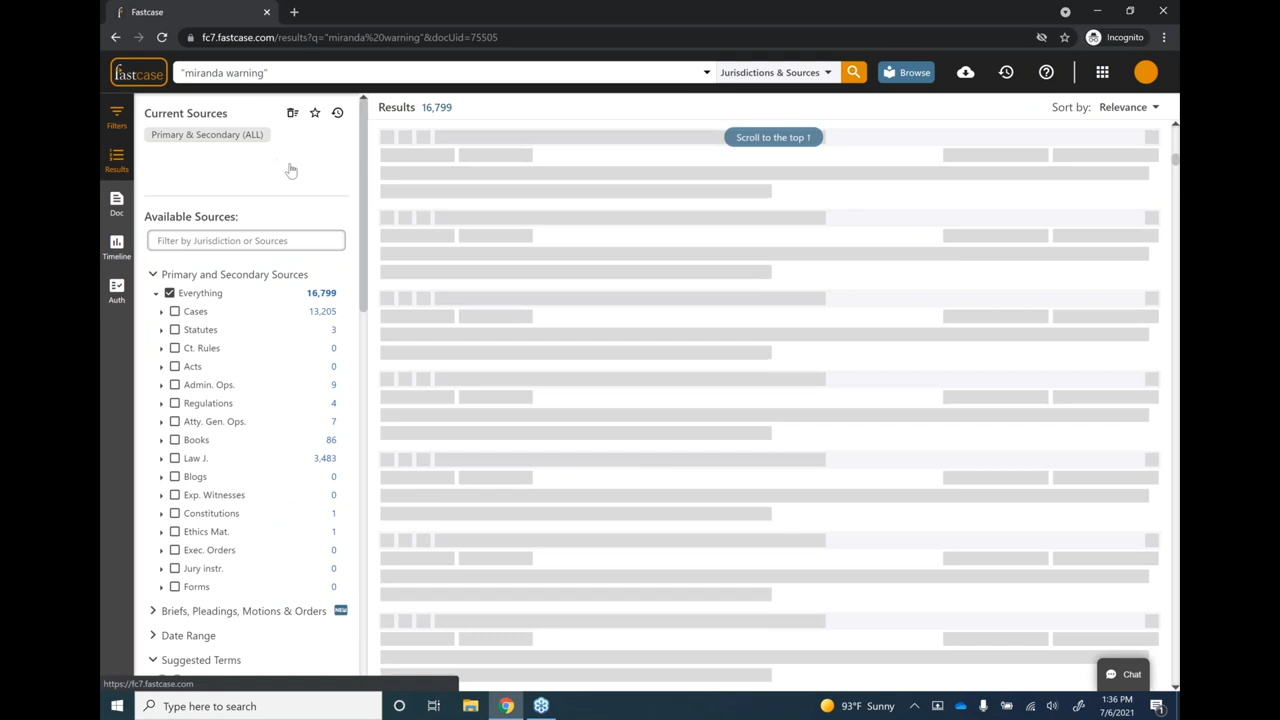 Fastcase
fc7.fastcase.com/results?q="miranda%20warning"&docUid=75505
Incognito
fastcase
"miranda warning"
Jurisdictions & Sources
Browse
Filters
Results
Doc
Timeline
Auth
Current Sources
Primary & Secondary (ALL)
Available Sources:
Filter by Jurisdiction or Sources
Primary and Secondary Sources
Everything 16,799
Cases 13,205
Statutes 3
Ct. Rules 0
Acts 0
Admin. Ops. 9
Regulations 4
Atty. Gen. Ops. 7
Books 86
Law J. 3,483
Blogs 0
Exp. Witnesses 0
Constitutions 1
Ethics Mat. 1
Exec. Orders 0
Jury instr. 0
Forms 0
Briefs, Pleadings, Motions & Orders NEW
Date Range
Suggested Terms
Results 16,799
Sort by: Relevance
Scroll to the top ↑
Chat
https://fc7.fastcase.com
Type here to search
93°F Sunny
1:36 PM
7/6/2021
1